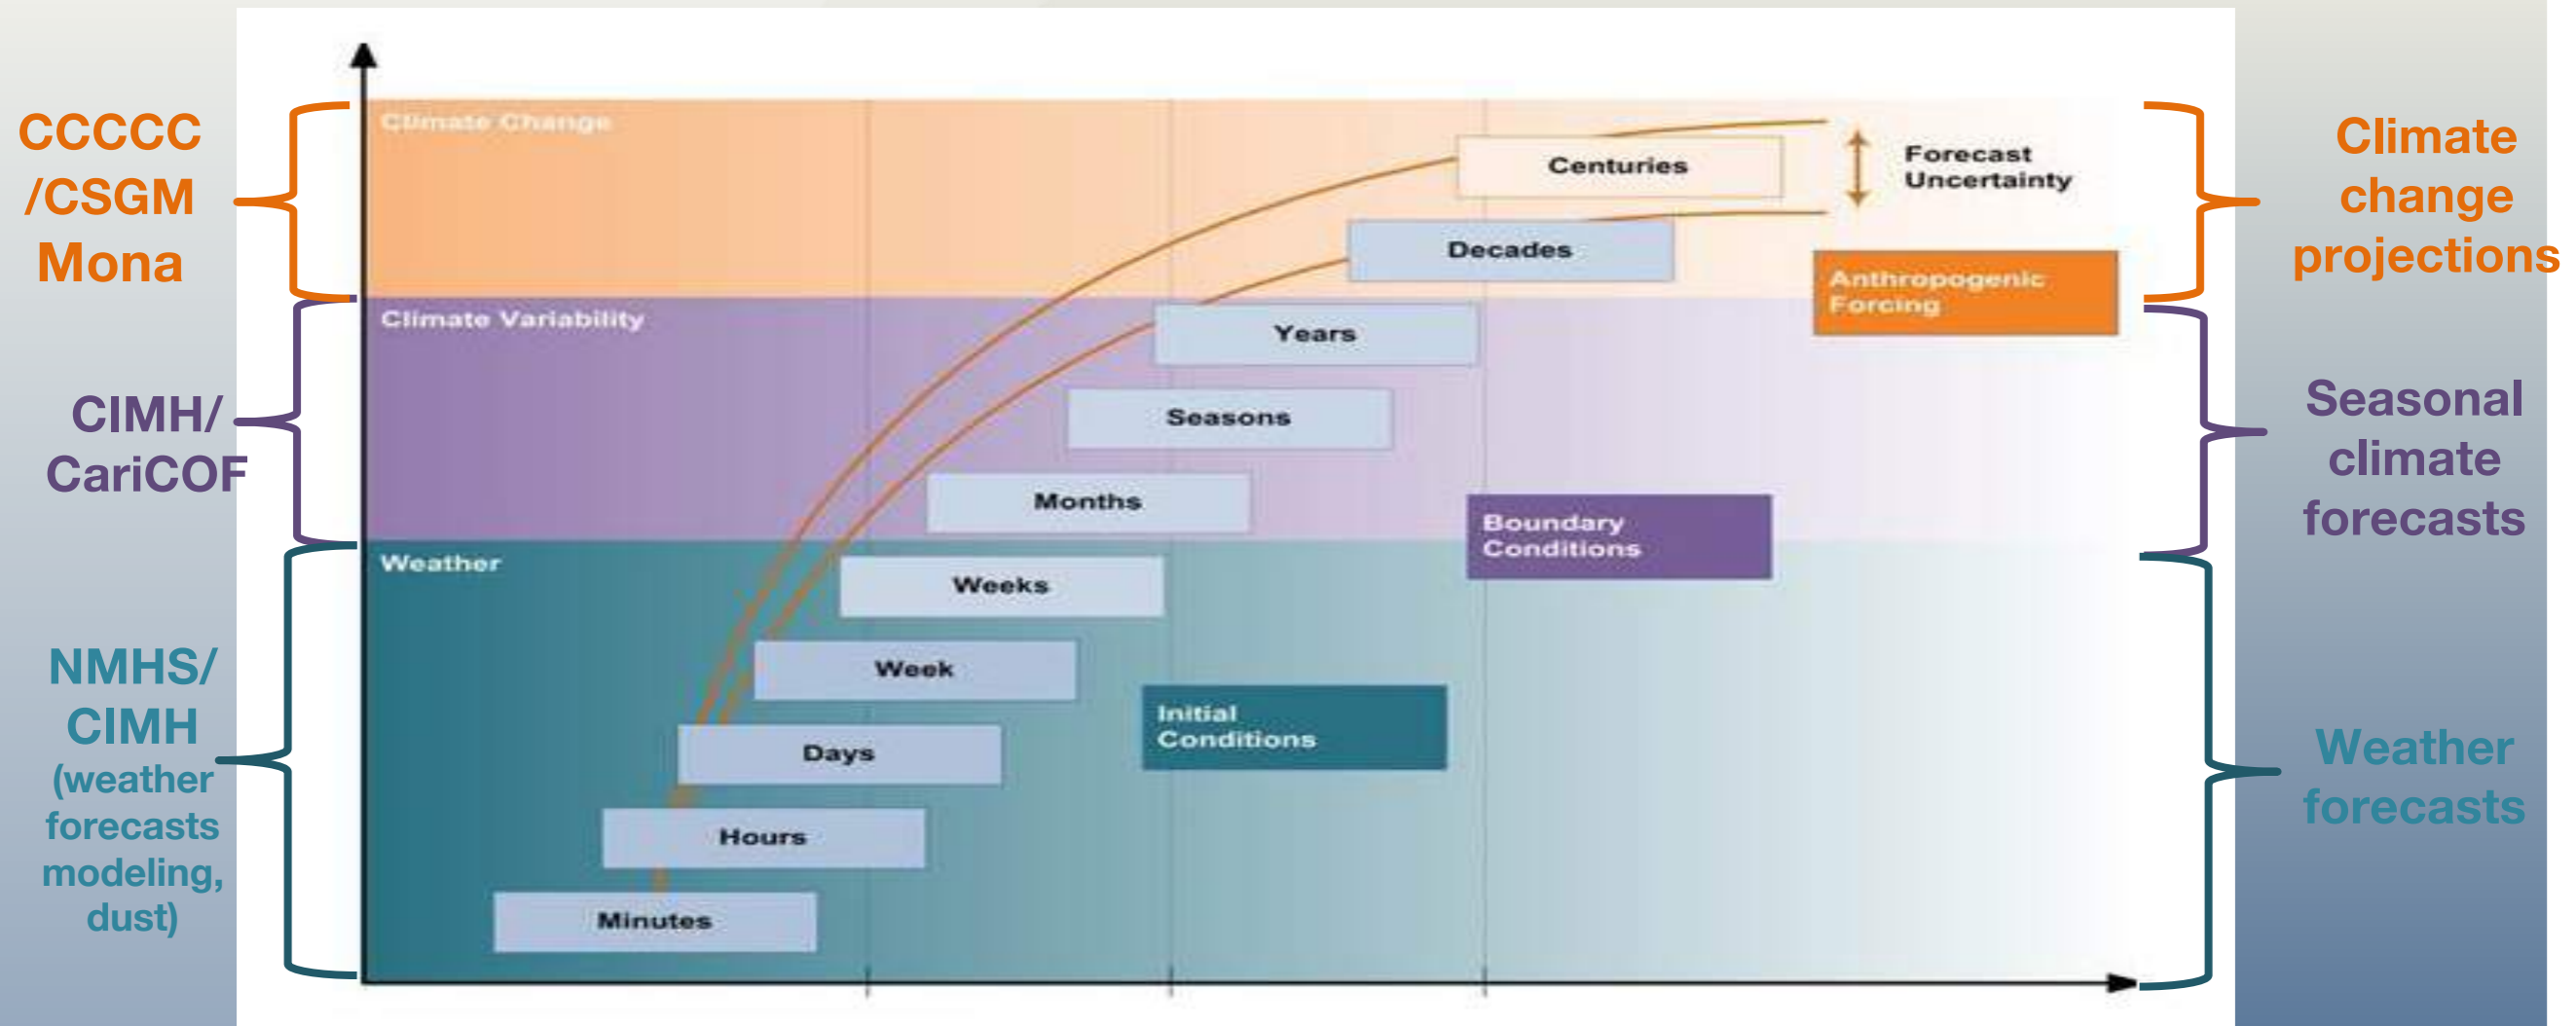 CCCCC
/CSGM
Mona
CIMH/
CariCOF
NMHS/
CIMH
(weather
forecasts
modeling,
dust)
Climate Change
Centuries
Forecast
Uncertainty
Decades
Anthropogenic
Forcing
Climate Variability
Years
Seasons
Months
Boundary
Conditions
Weather
Weeks
Week
Initial
Conditions
Days
Hours
Minutes
Climate
change
projections
Seasonal
climate
forecasts
Weather
forecasts